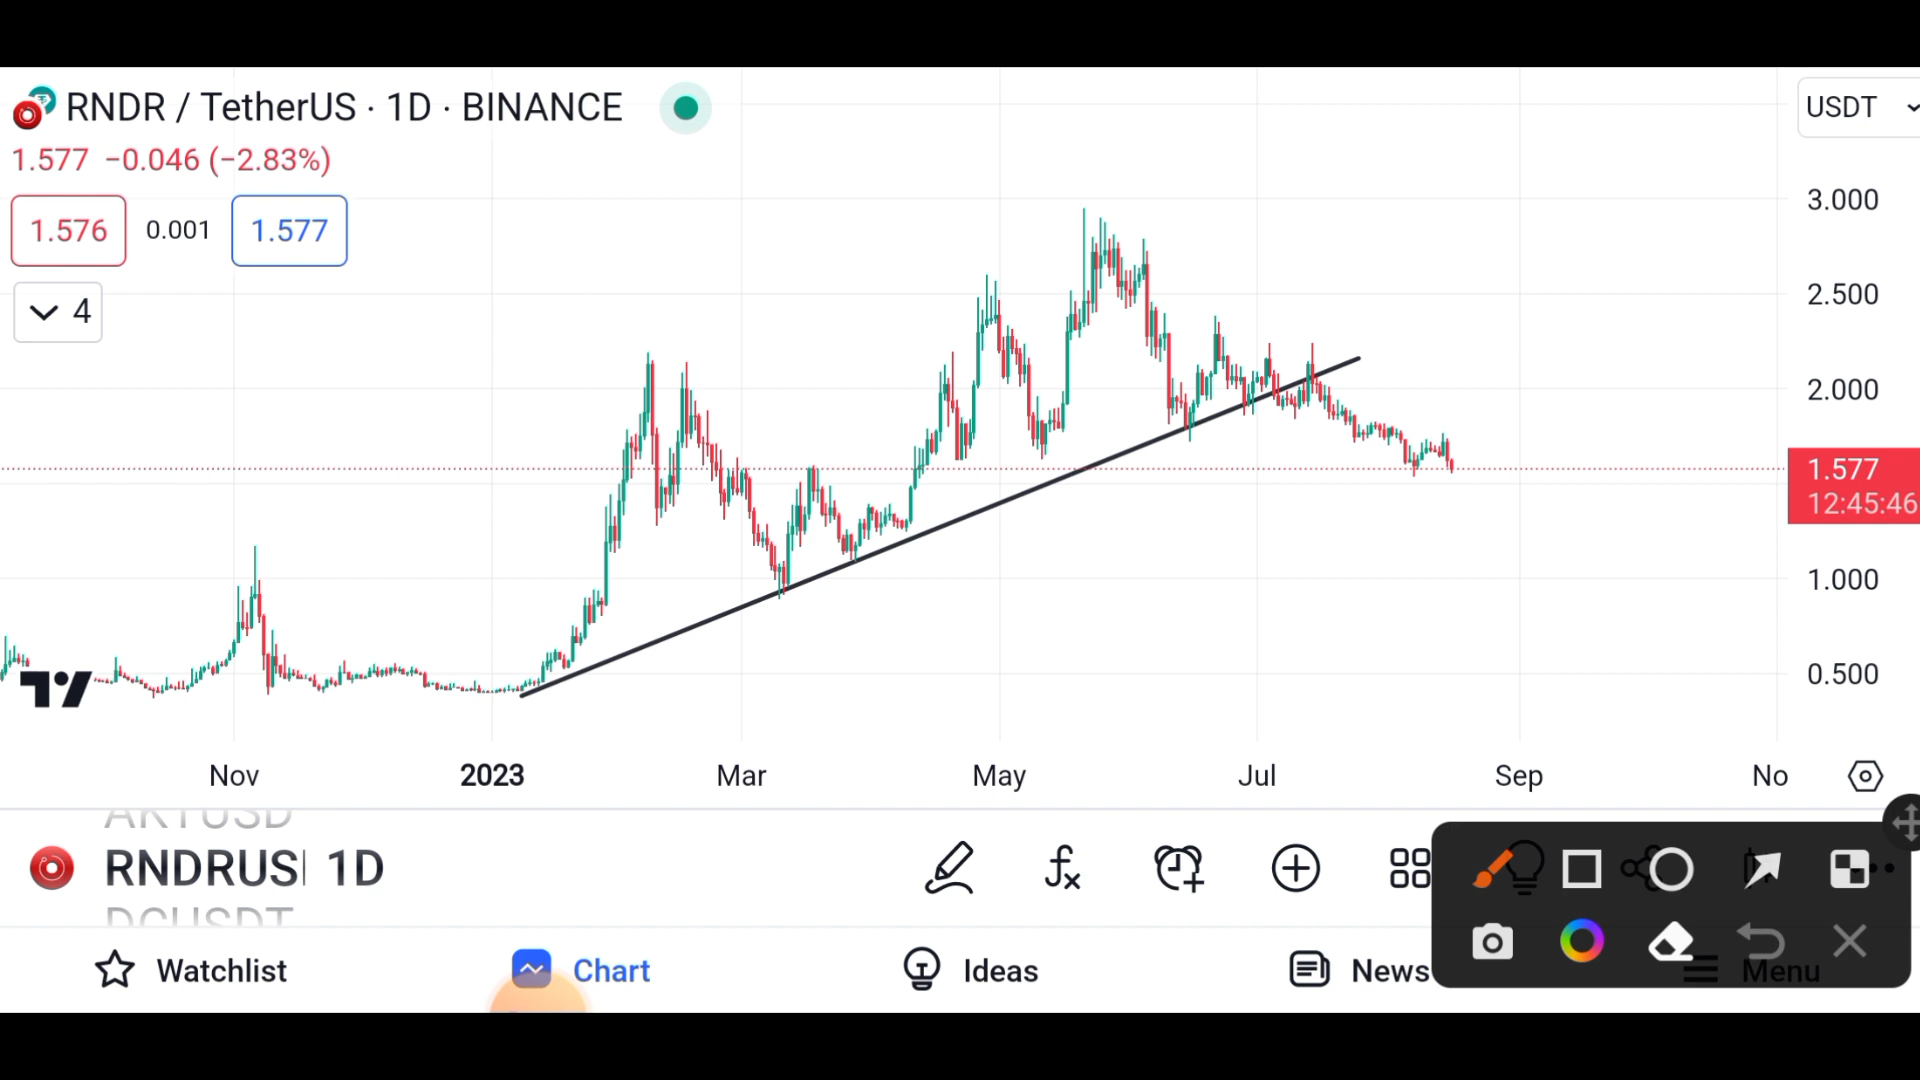 RNDR / TetherUS · 1D · BINANCE
USDT
1.577 −0.046 (−2.83%)
1.576 0.001 1.577
4
3.000
2.500
2.000
1.577
12:45:46
1.000
0.500
Nov 2023 Mar May Jul Sep No
AKTUSD
RNDRUS 1D
DCUSDT
Watchlist Chart Ideas News Menu